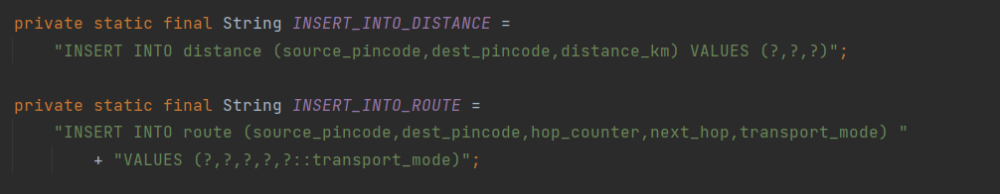 private static final String INSERT_INTO_DISTANCE =
"INSERT INTO distance (source_pincode,dest_pincode,distance_km) VALUES (?,?,?)";
private static final String INSERT_INTO_ROUTE =
"INSERT INTO route (source_pincode,dest_pincode,hop_counter,next_hop,transport_mode) "
+ "VALUES (?,?,?,?,?::transport_mode)";